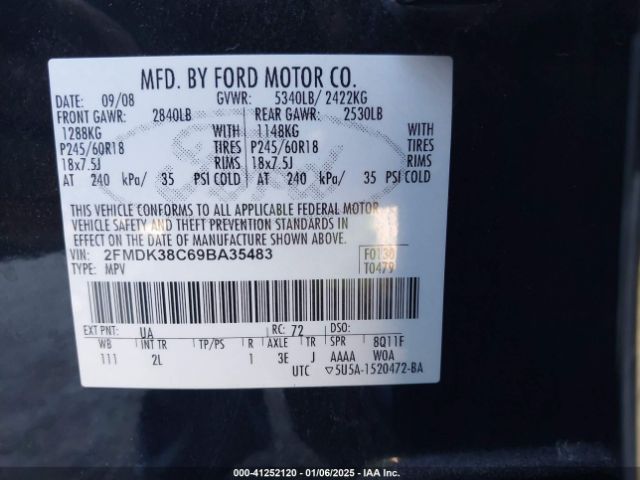 MFD. BY FORD MOTOR CO.
DATE: 09/08 GVWR: 5340LB/ 2422KG
FRONT GAWR: 2840LB REAR GAWR: 2530LB
1288KG WITH 1148KG WITH
P245/60R18 TIRES P245/60R18 TIRES
18x7.5J RIMS 18x7.5J RIMS
AT 240 kPa/ 35 PSI COLD AT 240 kPa/ 35 PSI COLD
THIS VEHICLE CONFORMS TO ALL APPLICABLE FEDERAL MOTOR
VEHICLE SAFETY AND THEFT PREVENTION STANDARDS IN
EFFECT ON THE DATE OF MANUFACTURE SHOWN ABOVE.
VIN: 2FMDK38C69BA35483 F0130
TYPE: MPV T0479
EXT PNT: UA RC: 72 DSO:
WB INT TR TP/PS R AXLE TR SPR 8Q11F
111 2L 1 3E J AAAA W0A
UTC ▽5U5A-1520472-BA
000-41252120 - 01/06/2025 - IAA Inc.